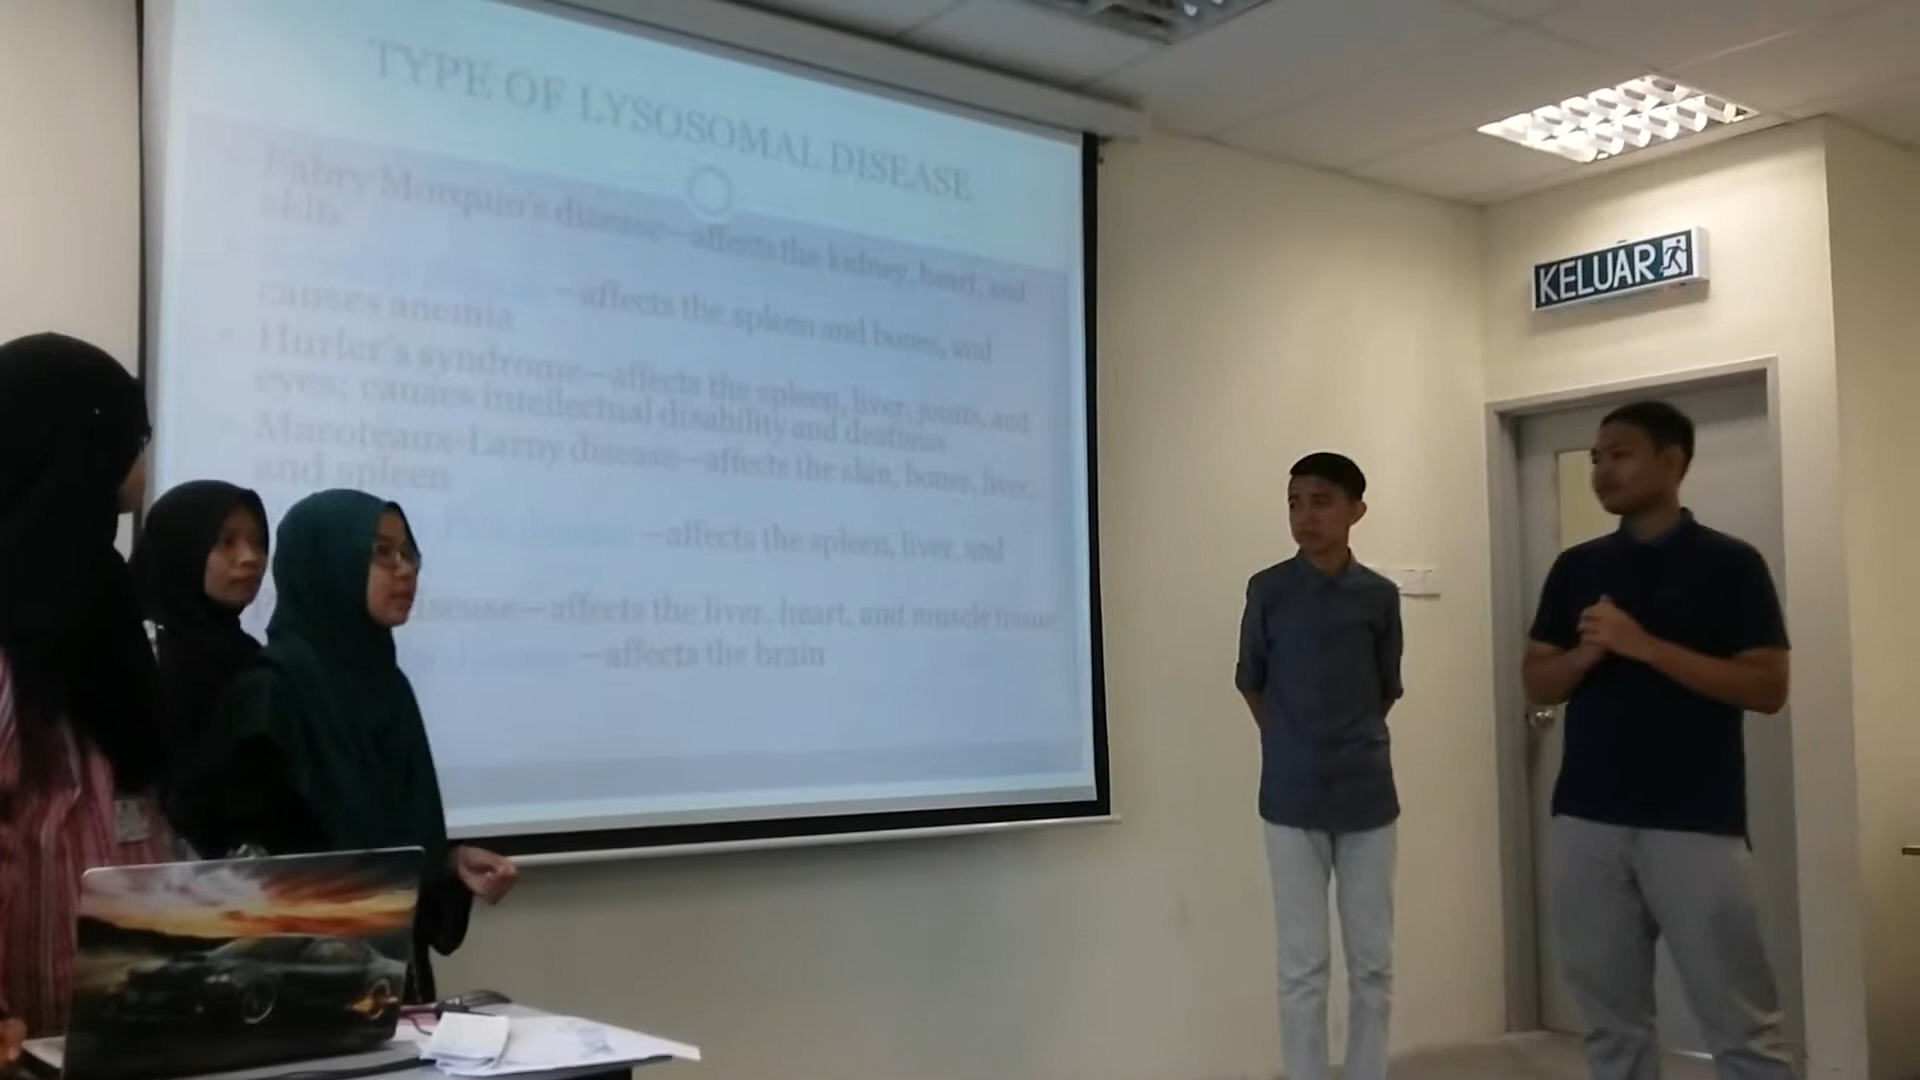 TYPE OF LYSOSOMAL DISEASE
Fabry Morquio's disease—affects the kidney, heart, and
—affects the spleen and bones, and
causes anemia
Hurler's syndrome—affects the spleen, liver, joints, and
eyes; causes intellectual disability and deafness
Maroteaux-Lamy disease—affects the skin, bones, liver,
and spleen
—affects the spleen, liver, and
disease—affects the liver, heart, and muscle tissue
—affects the brain
KELUAR